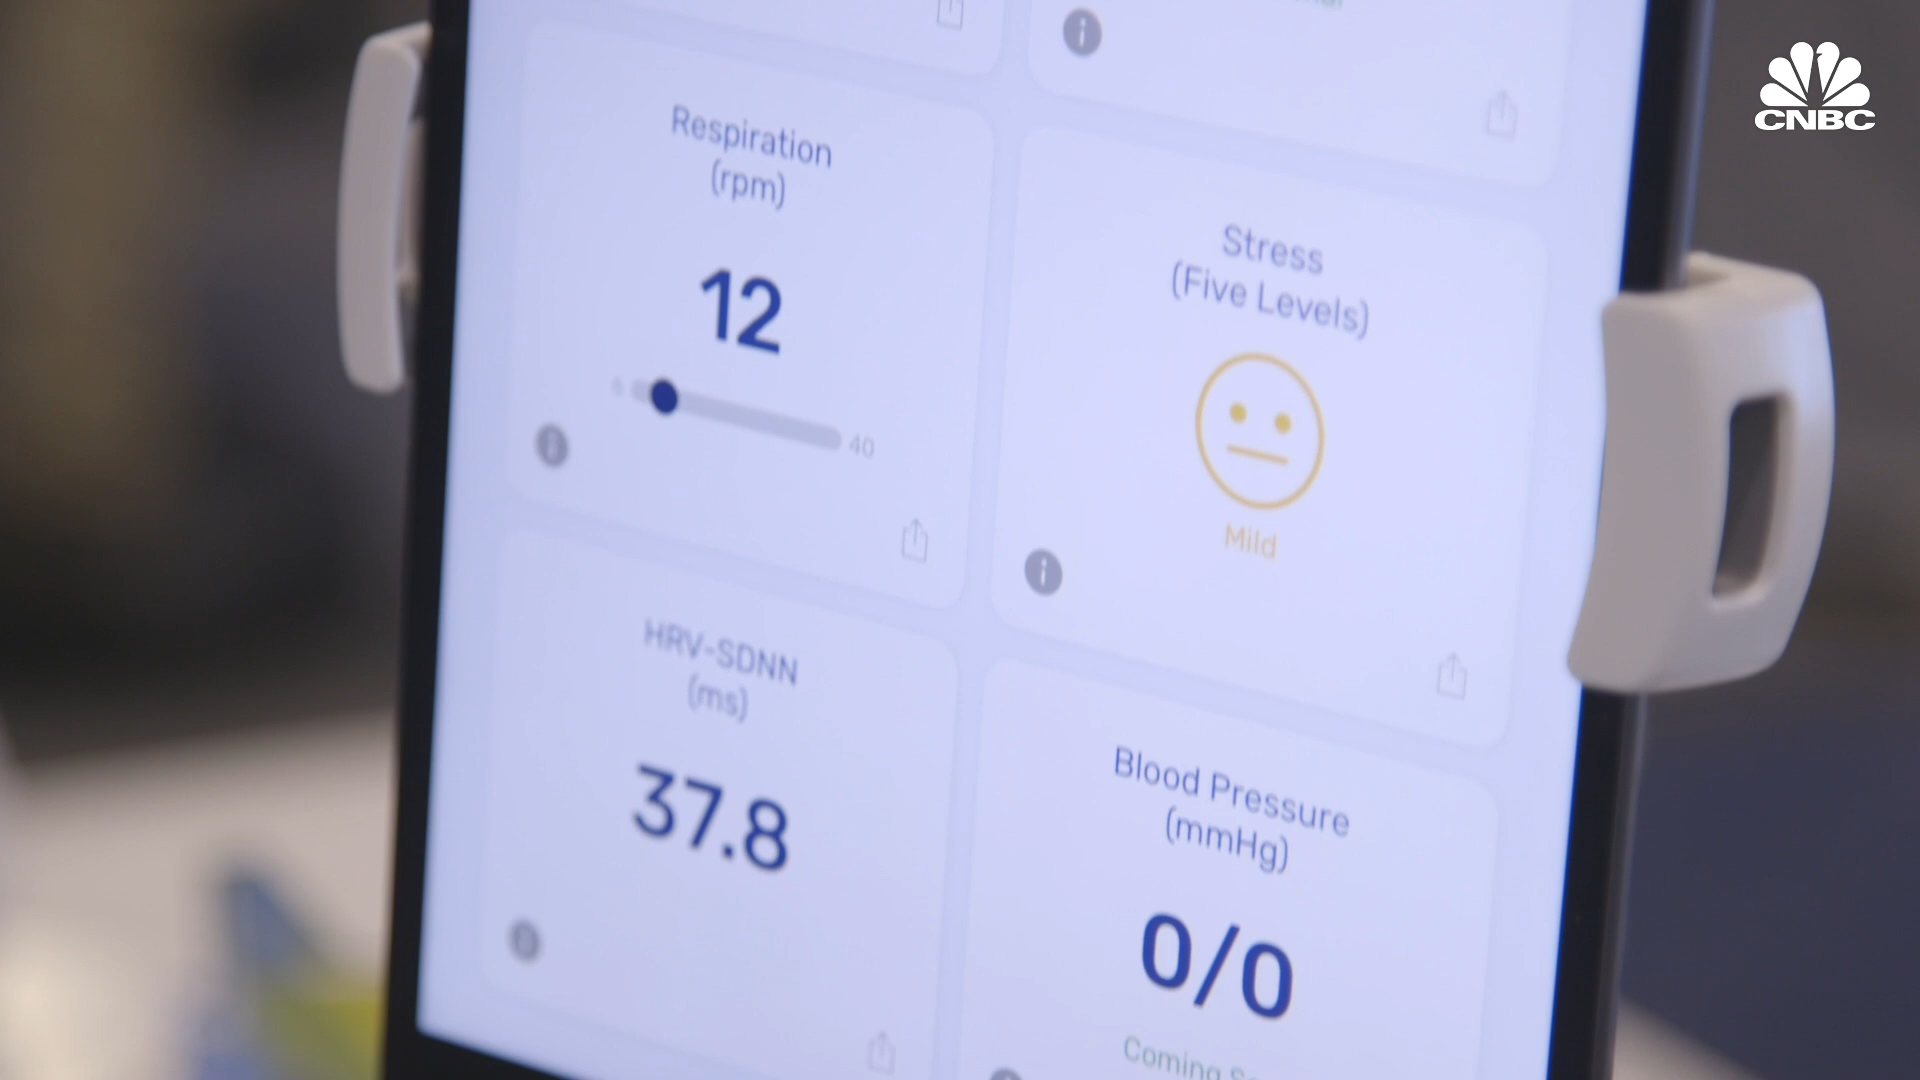 CNBC
Respiration
(rpm)
12
40
Stress
(Five Levels)
Mild
HRV-SDNN
(ms)
37.8
Blood Pressure
(mmHg)
0/0
Coming